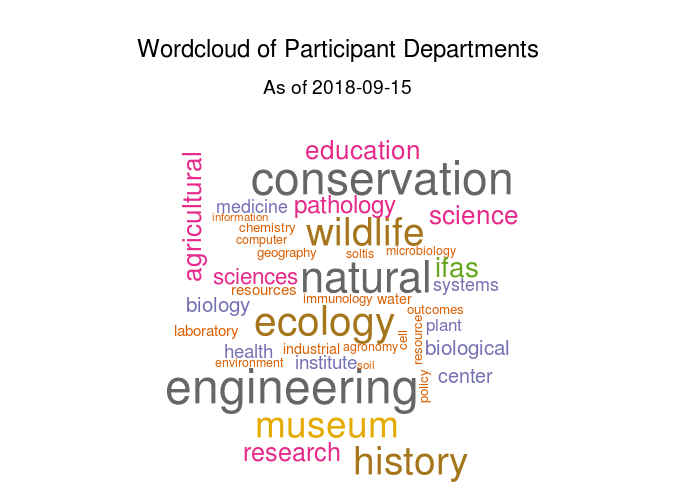 Wordcloud of Participant Departments
As of 2018-09-15
education
conservation
agricultural
medicine
pathology
science
information
chemistry
wildlife
computer
geography
soltis
microbiology
natural
ifas
sciences
systems
resources
immunology
water
biology
outcomes
ecology
plant
laboratory
cell
resource
health
industrial
agronomy
biological
environment
institute
soil
center
engineering
policy
museum
research
history